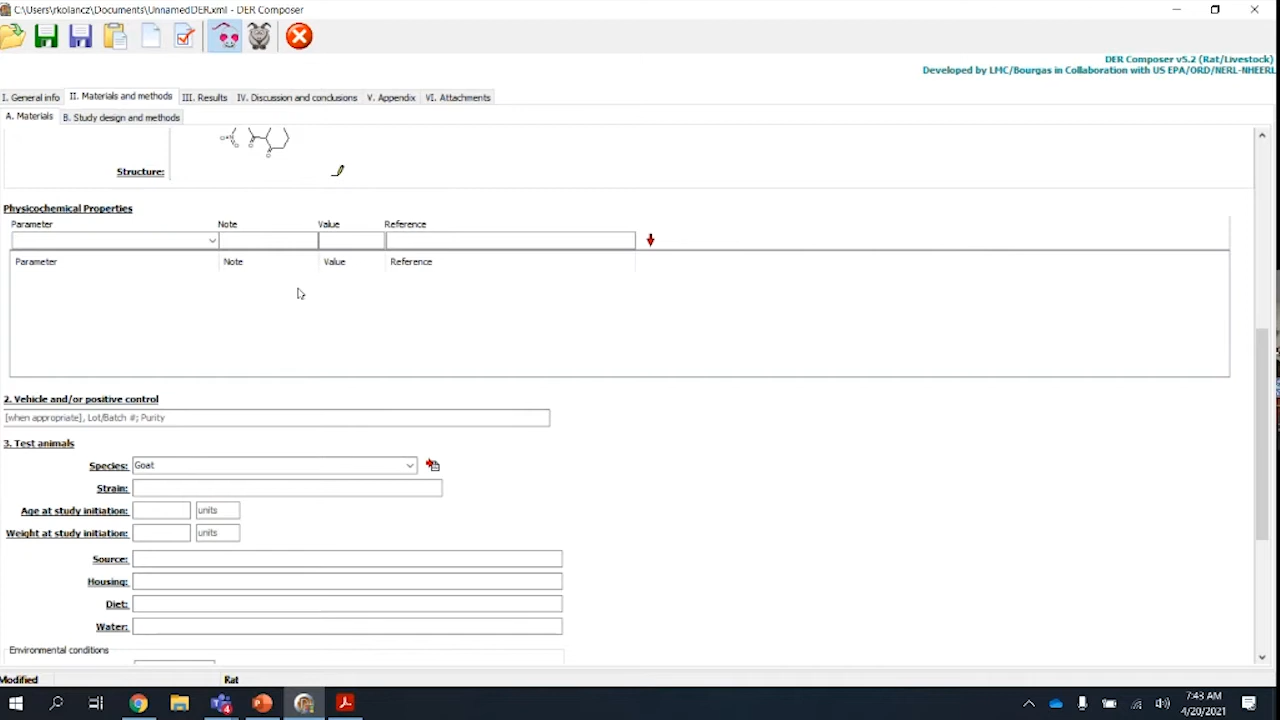 C:\Users\rkolancz\Documents\UnnamedDER.xml - DER Composer
DER Composer v5.2 (Rat/Livestock)
Developed by LMC/Bourgas in Collaboration with US EPA/ORD/NERL-NHEERL
I. General info II. Materials and methods III. Results IV. Discussion and conclusions V. Appendix VI. Attachments
A. Materials B. Study design and methods
Structure:
Physicochemical Properties
Parameter Note Value Reference
Parameter Note Value Reference
2. Vehicle and/or positive control
[when appropriate], Lot/Batch #; Purity
3. Test animals
Species: Goat
Strain:
Age at study initiation: units
Weight at study initiation: units
Source:
Housing:
Diet:
Water:
Environmental conditions
Modified Rat
7:43 AM
4/20/2021